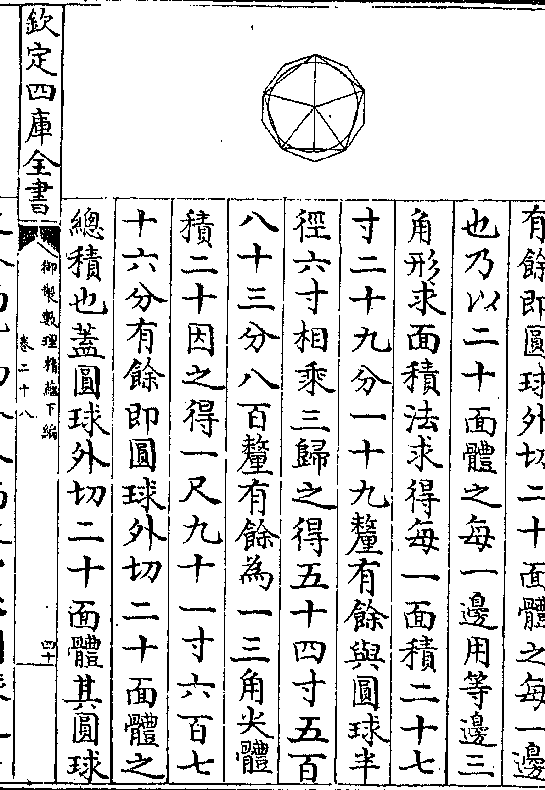 有餘即圓球外切二十面體之每一邊
也乃以二十面體之每一邊用等邊三
角形求面積法求得每一面積二十七
寸二十九分一十九釐有餘與圓球半
徑六寸相乘三歸之得五十四寸五百
八十三分八百釐有餘為一三角尖體
積二十因之得一尺九十一寸六百七
十六分有餘即圓球外切二十面體之
總積也蓋圓球外切二十面體其圓球
欽定四庫全書
御製數理精蘊下編
卷二十八
四十